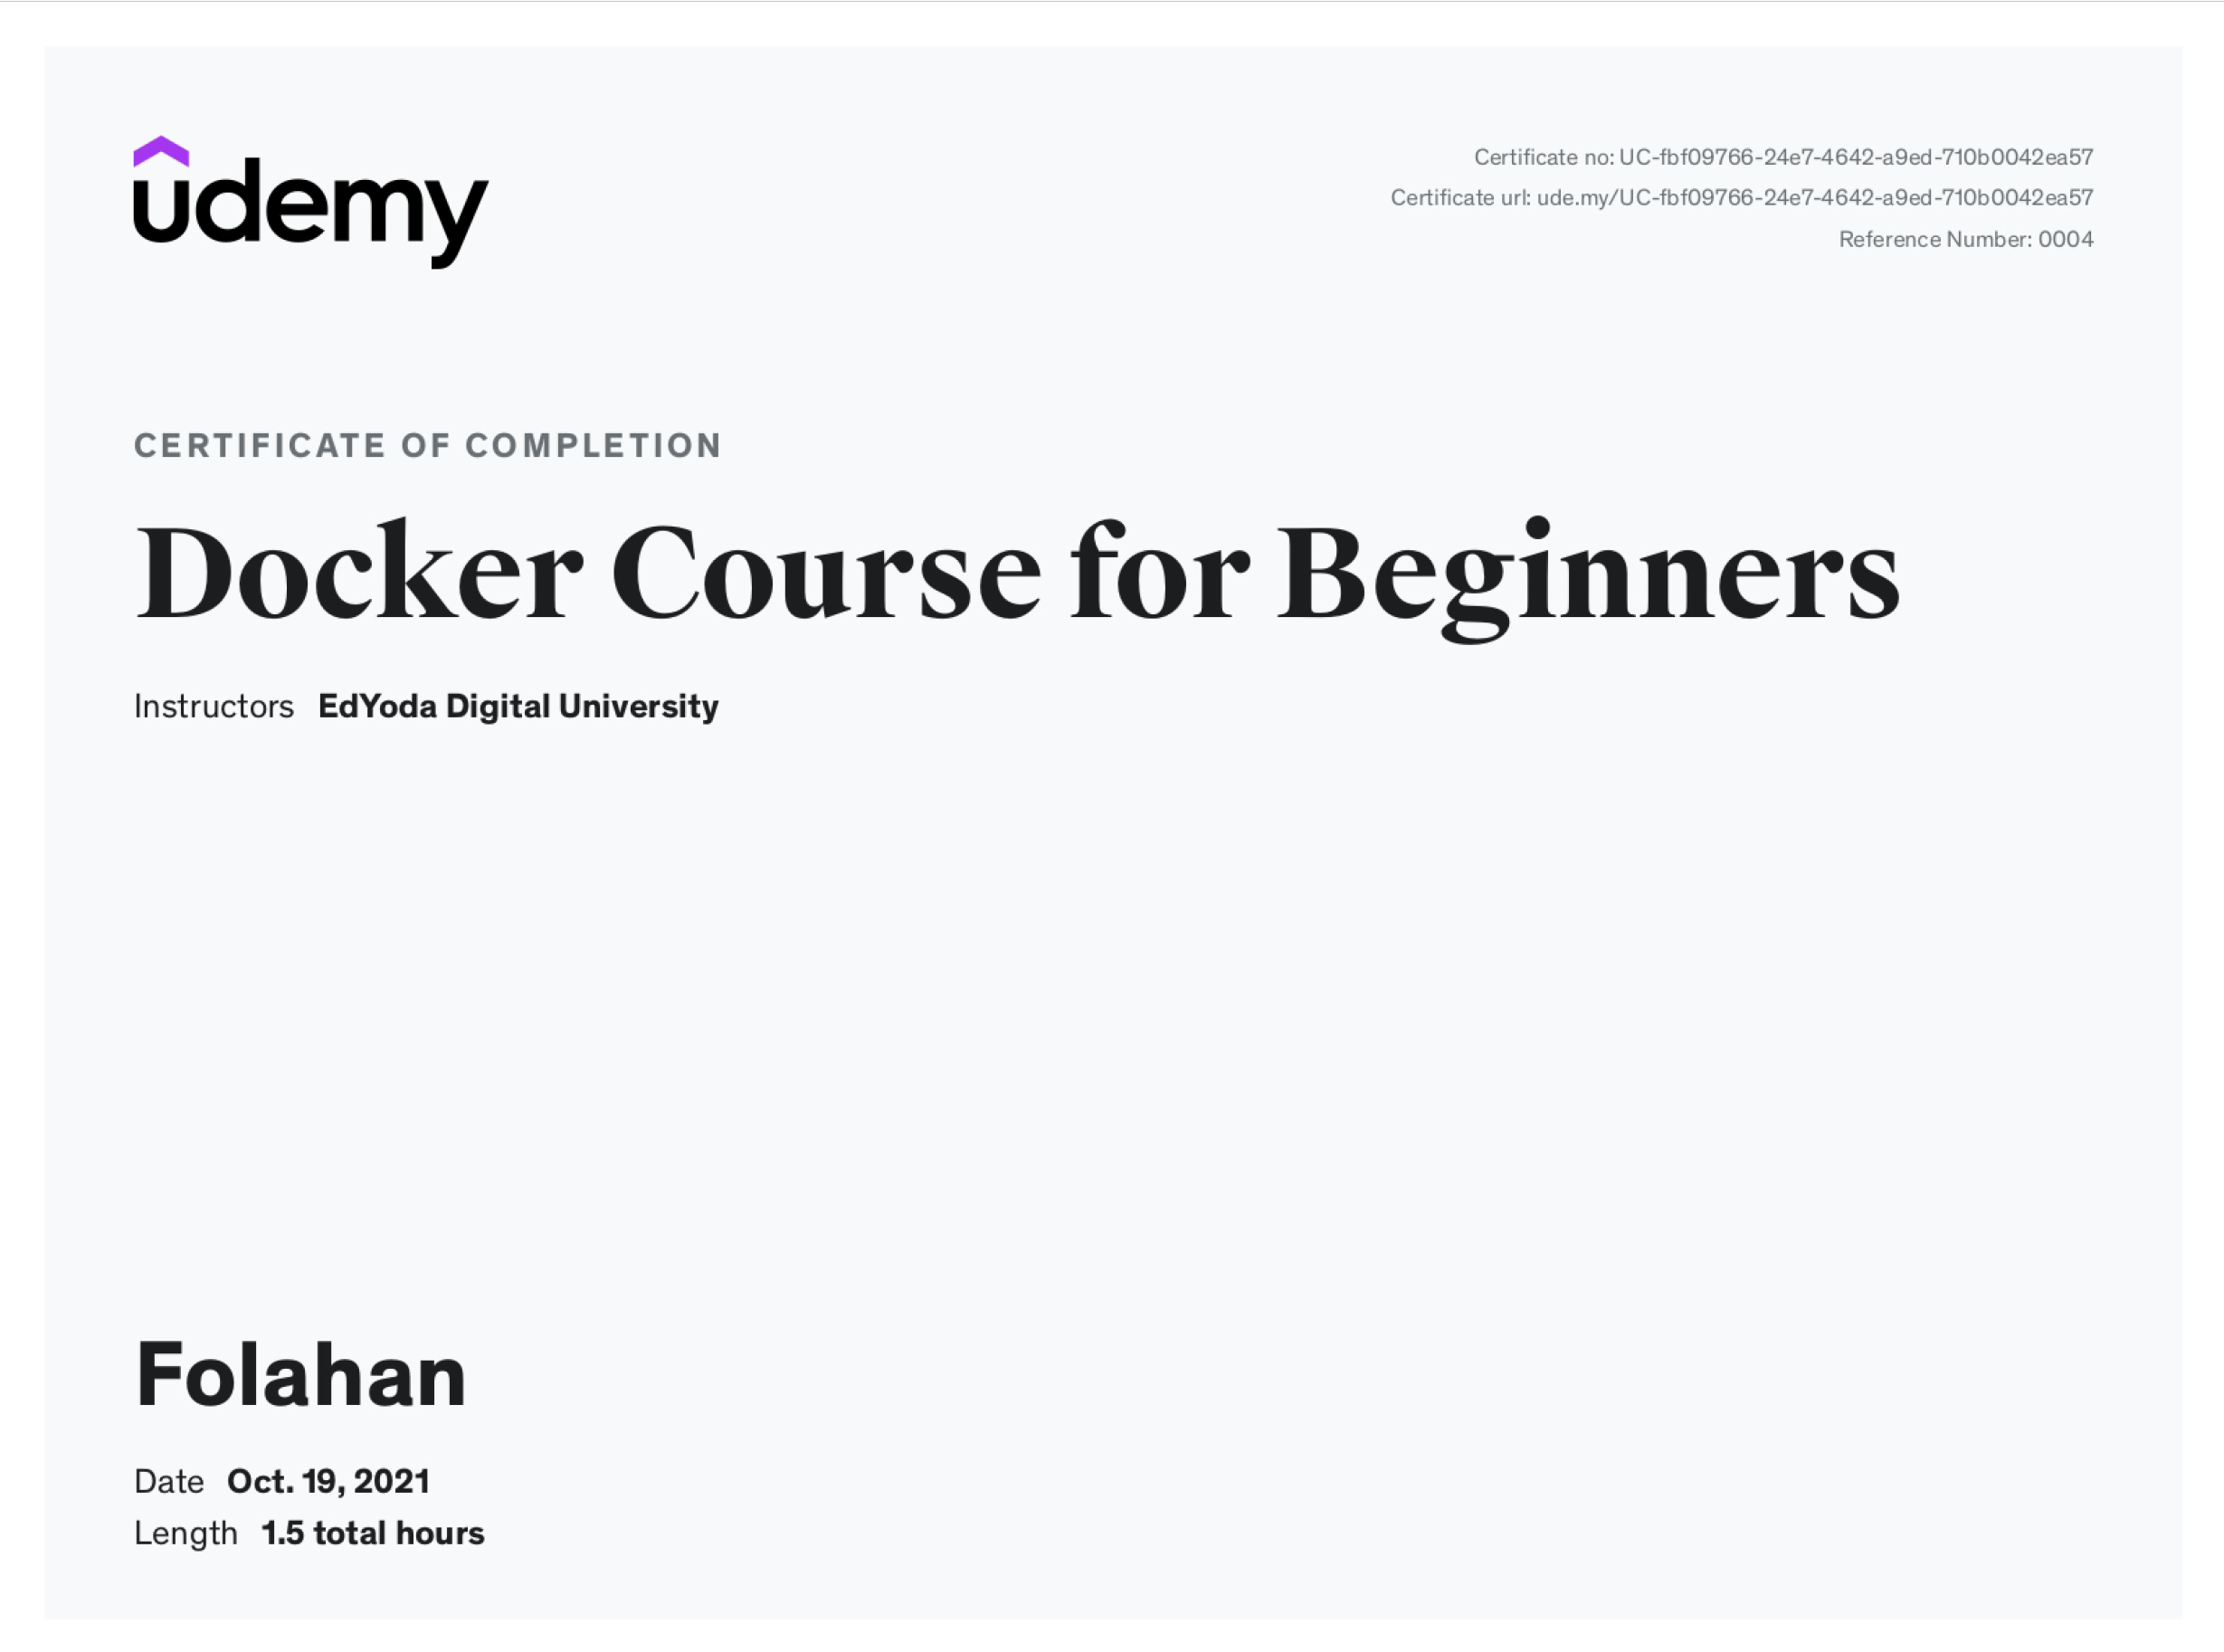 udemy
Certificate no: UC-fbf09766-24e7-4642-a9ed-710b0042ea57
Certificate url: ude.my/UC-fbf09766-24e7-4642-a9ed-710b0042ea57
Reference Number: 0004
CERTIFICATE OF COMPLETION
Docker Course for Beginners
Instructors EdYoda Digital University
Folahan
Date Oct. 19, 2021
Length 1.5 total hours